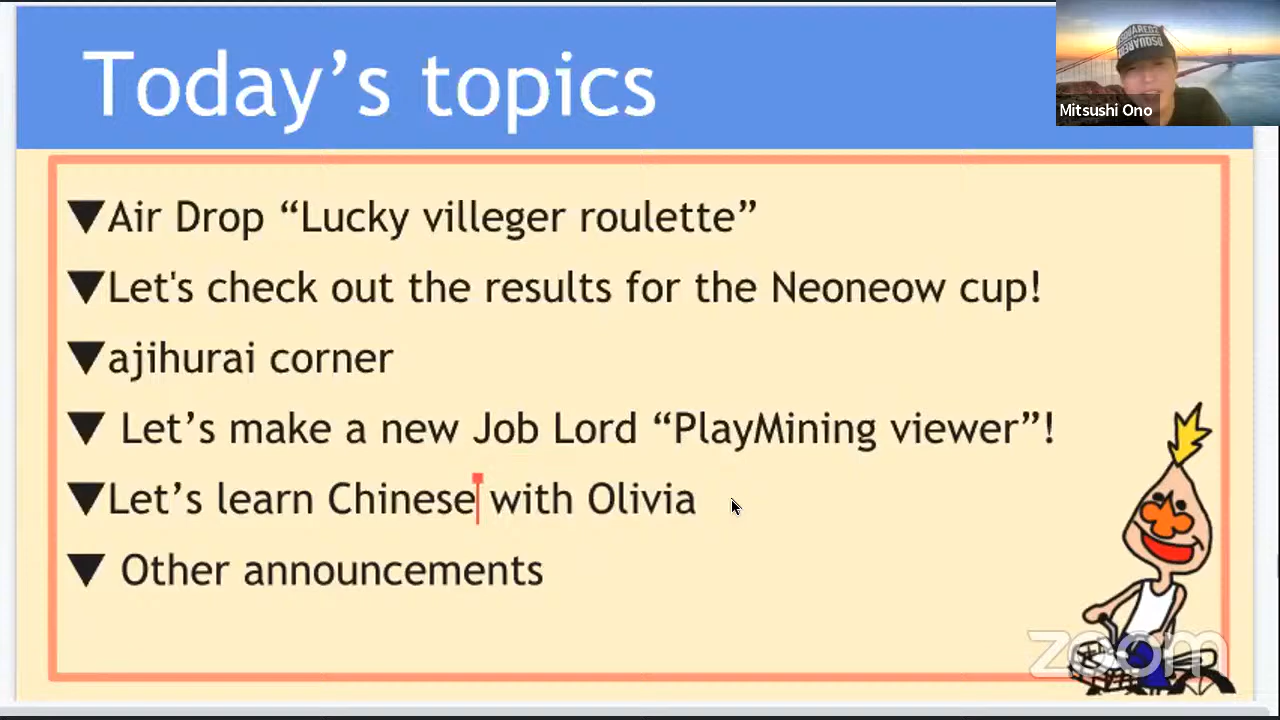 Today’s topics
Mitsushi Ono
▼Air Drop “Lucky villeger roulette”
▼Let's check out the results for the Neoneow cup!
▼ajihurai corner
▼ Let’s make a new Job Lord “PlayMining viewer”!
▼Let’s learn Chinese with Olivia
▼ Other announcements
zoom